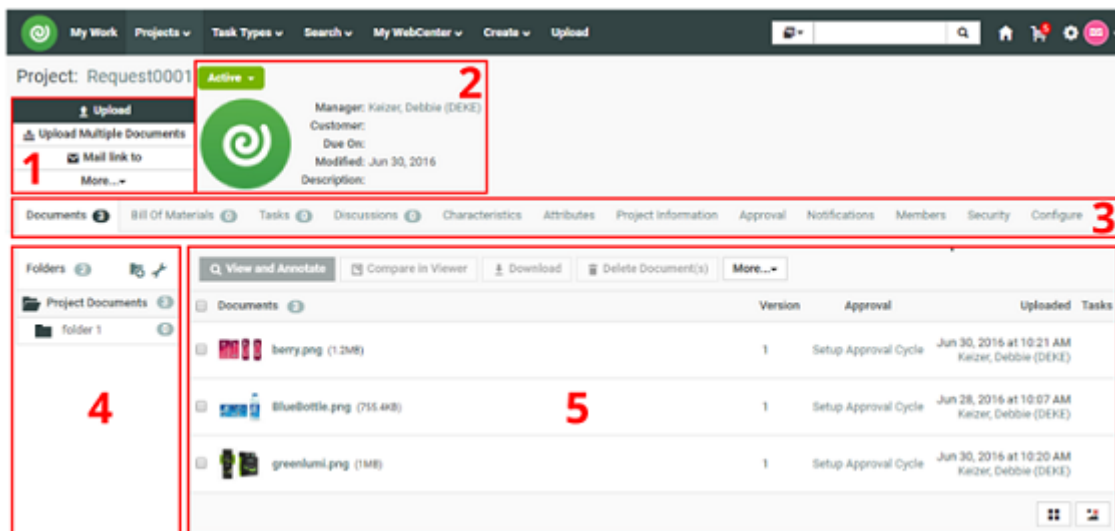 My Work Projects Task Types Search My WebCenter Create Upload
Project: Request0001 Active 2
Upload
Upload Multiple Documents
Mail link to
More...
1
Manager: Keizer, Debbie (DEKE)
Customer:
Due On:
Modified: Jun 30, 2016
Description:
Documents 3 Bill Of Materials 0 Tasks 0 Discussions 0 Characteristics Attributes Project Information Approval Notifications Members Security Configure 3
Folders
Project Documents 3
folder 1 0
4
View and Annotate Compare in Viewer Download Delete Document(s) More...
Documents 3 Version Approval Uploaded Tasks
berry.png (1.2MB) 1 Setup Approval Cycle Jun 30, 2016 at 10:21 AM
Keizer, Debbie (DEKE)
BlueBottle.png (755.4KB) 1 Setup Approval Cycle Jun 28, 2016 at 10:07 AM
Keizer, Debbie (DEKE)
5
greenlumi.png (1MB) 1 Setup Approval Cycle Jun 30, 2016 at 10:20 AM
Keizer, Debbie (DEKE)